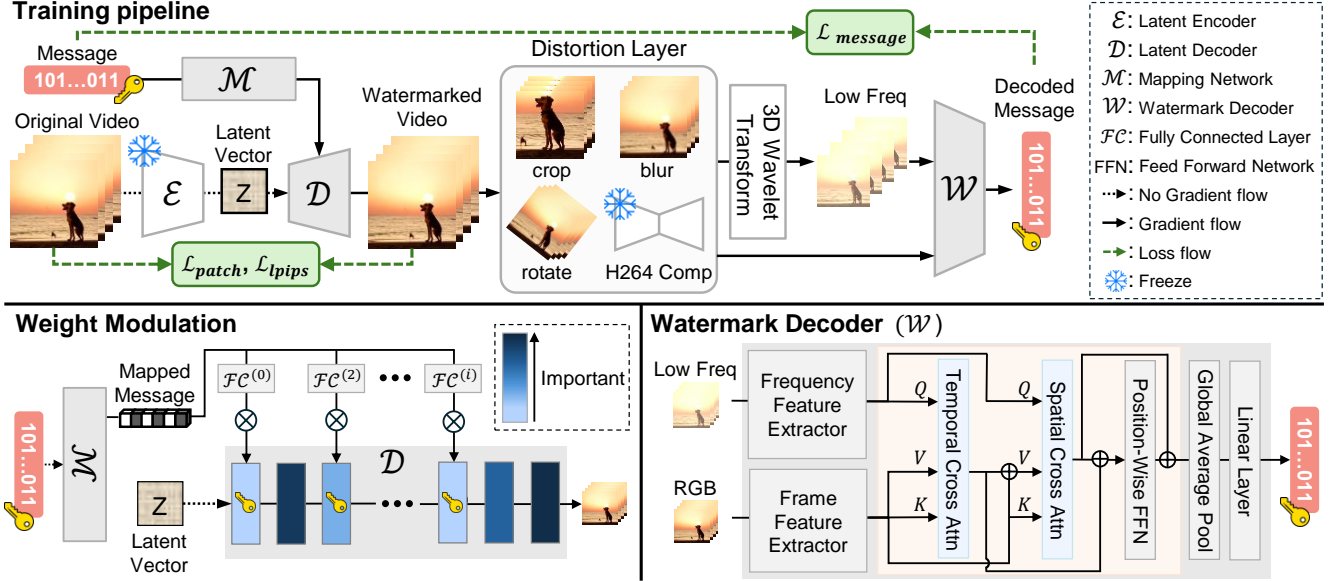 Training pipeline
Message
101...011
ℳ
Original Video
Latent
Vector
ℰ
Z
𝒟
Watermarked
Video
ℒpatch, ℒlpips
Distortion Layer
crop
blur
rotate
H264 Comp
3D Wavelet
Transform
Low Freq
ℒ message
𝒲
Decoded
Message
101...011
ℰ: Latent Encoder
𝒟: Latent Decoder
ℳ: Mapping Network
𝒲: Watermark Decoder
ℱ𝒞: Fully Connected Layer
FFN: Feed Forward Network
: No Gradient flow
: Gradient flow
: Loss flow
: Freeze
Weight Modulation
Mapped
Message
101...011
ℳ
ℱ𝒞(0)
ℱ𝒞(2)
•••
ℱ𝒞(i)
Important
𝒟
•••
Z
Latent
Vector
Watermark Decoder (𝒲)
Low Freq
RGB
Frequency
Feature
Extractor
Frame
Feature
Extractor
Q
V
K
Temporal Cross Attn
Q
V
K
Spatial Cross Attn
Position-Wise FFN
Global Average Pool
Linear Layer
101...011